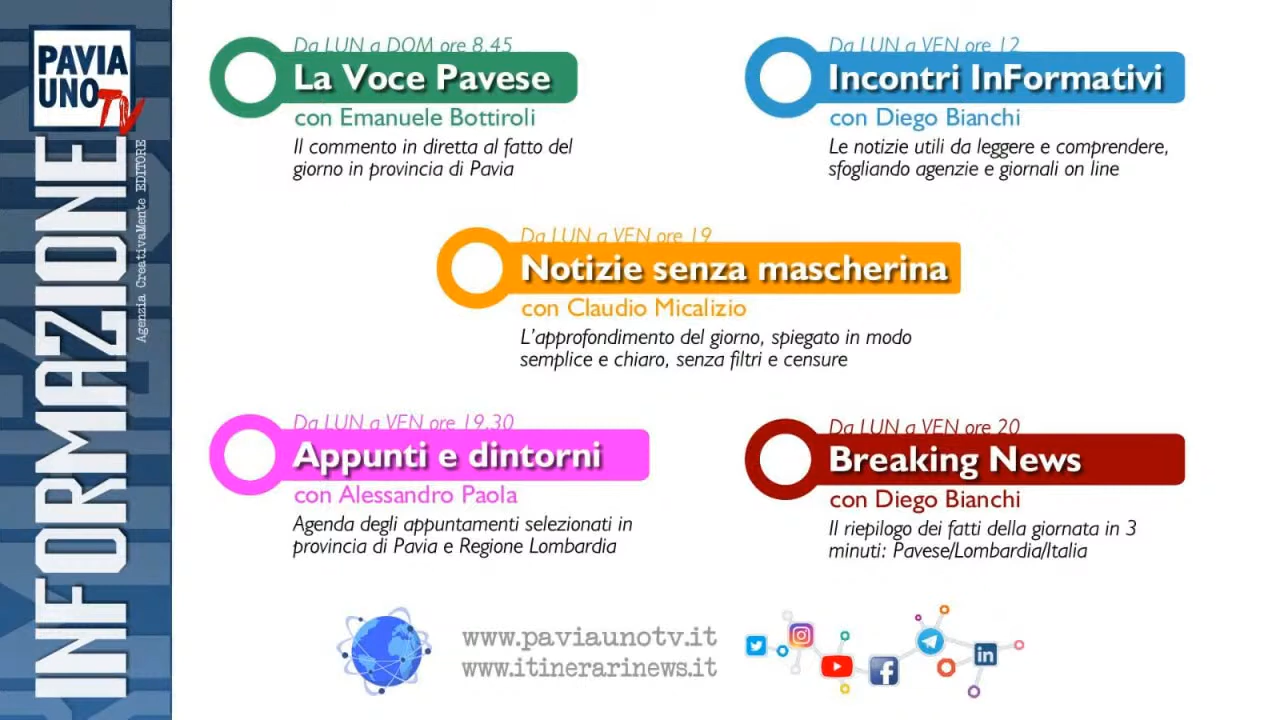 PAVIA
UNO TV
INFORMAZIONE
Agenzia CreativaMente EDITORE
Da LUN a DOM ore 8.45
La Voce Pavese
con Emanuele Bottiroli
Il commento in diretta al fatto del
giorno in provincia di Pavia
Da LUN a VEN ore 12
Incontri InFormativi
con Diego Bianchi
Le notizie utili da leggere e comprendere,
sfogliando agenzie e giornali on line
Da LUN a VEN ore 19
Notizie senza mascherina
con Claudio Micalizio
L'approfondimento del giorno, spiegato in modo
semplice e chiaro, senza filtri e censure
Da LUN a VEN ore 19.30
Appunti e dintorni
con Alessandro Paola
Agenda degli appuntamenti selezionati in
provincia di Pavia e Regione Lombardia
Da LUN a VEN ore 20
Breaking News
con Diego Bianchi
Il riepilogo dei fatti della giornata in 3
minuti: Pavese/Lombardia/Italia
www.paviaunotv.it
www.itinerarinews.it